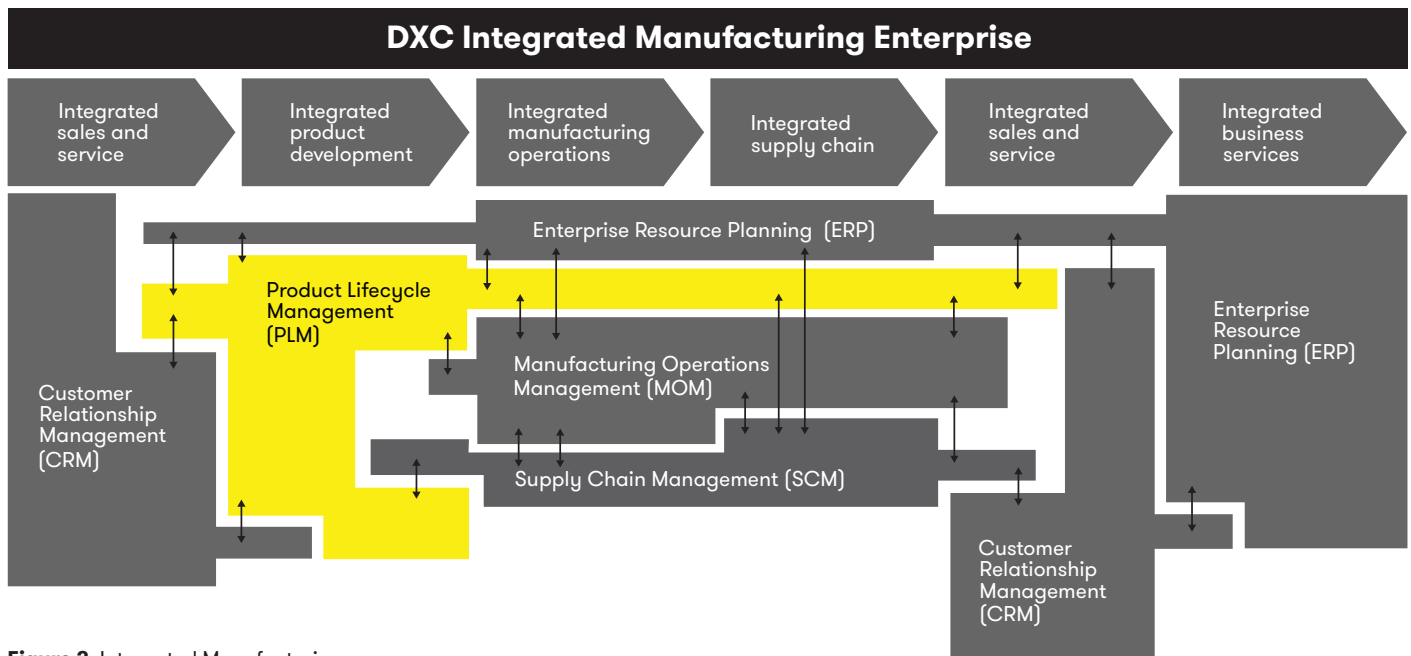 DXC Integrated Manufacturing Enterprise
Integrated
sales and
service
Integrated
product
development
Integrated
manufacturing
operations
Integrated
supply chain
Integrated
sales and
service
Integrated
business
services
Enterprise Resource Planning (ERP)
Product Lifecycle
Management
(PLM)
Manufacturing Operations
Management (MOM)
Supply Chain Management (SCM)
Customer
Relationship
Management
(CRM)
Customer
Relationship
Management
(CRM)
Enterprise
Resource
Planning (ERP)
Integrated